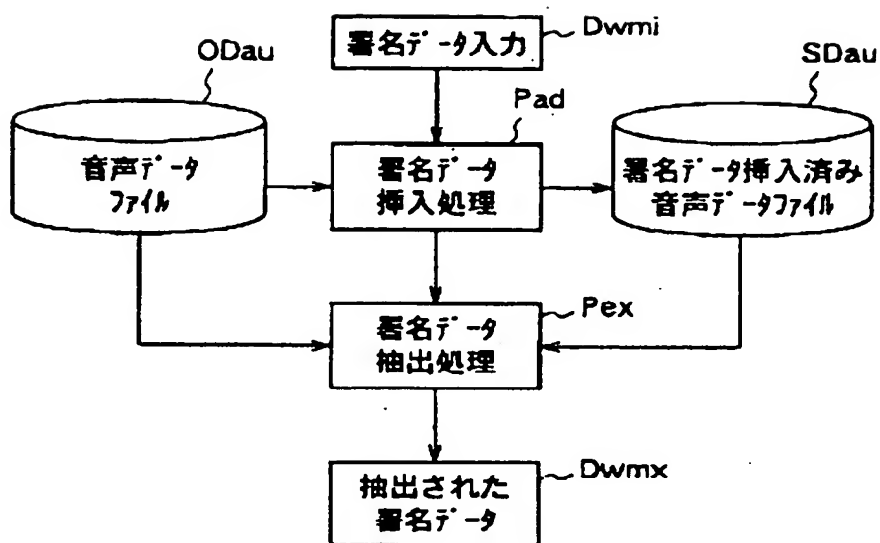 署名ﾃﾞｰﾀ入力
Dwmi
ODau
SDau
Pad
音声ﾃﾞｰﾀ
ﾌｧｲﾙ
署名ﾃﾞｰﾀ
挿入処理
署名ﾃﾞｰﾀ挿入済み
音声ﾃﾞｰﾀﾌｧｲﾙ
Pex
署名ﾃﾞｰﾀ
抽出処理
Dwmx
抽出された
署名ﾃﾞｰﾀ